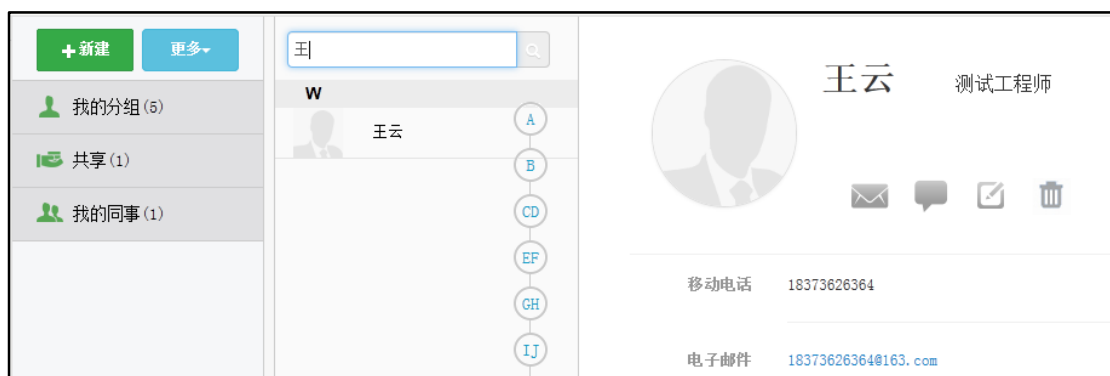 +新建 更多
我的分组(5)
共享(1)
我的同事(1)
王
W
王云
A
B
CD
EF
GH
IJ
王云 测试工程师
移动电话 18373626364
电子邮件 18373626364@163.com